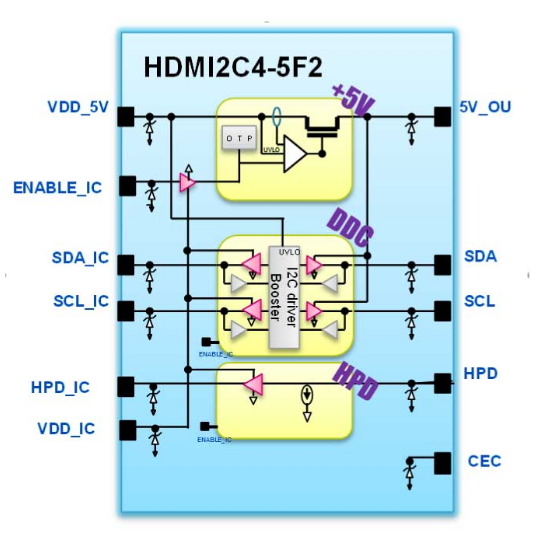 HDMI2C4-5F2
+5V
VDD_5V
5V_OU
O T P
UVLO
ENABLE_IC
DDC
UVLO
SDA_IC
SDA
I2C driver
Booster
SCL_IC
SCL
ENABLE_IC
HPD
HPD_IC
HPD
VDD_IC
ENABLE_IC
CEC